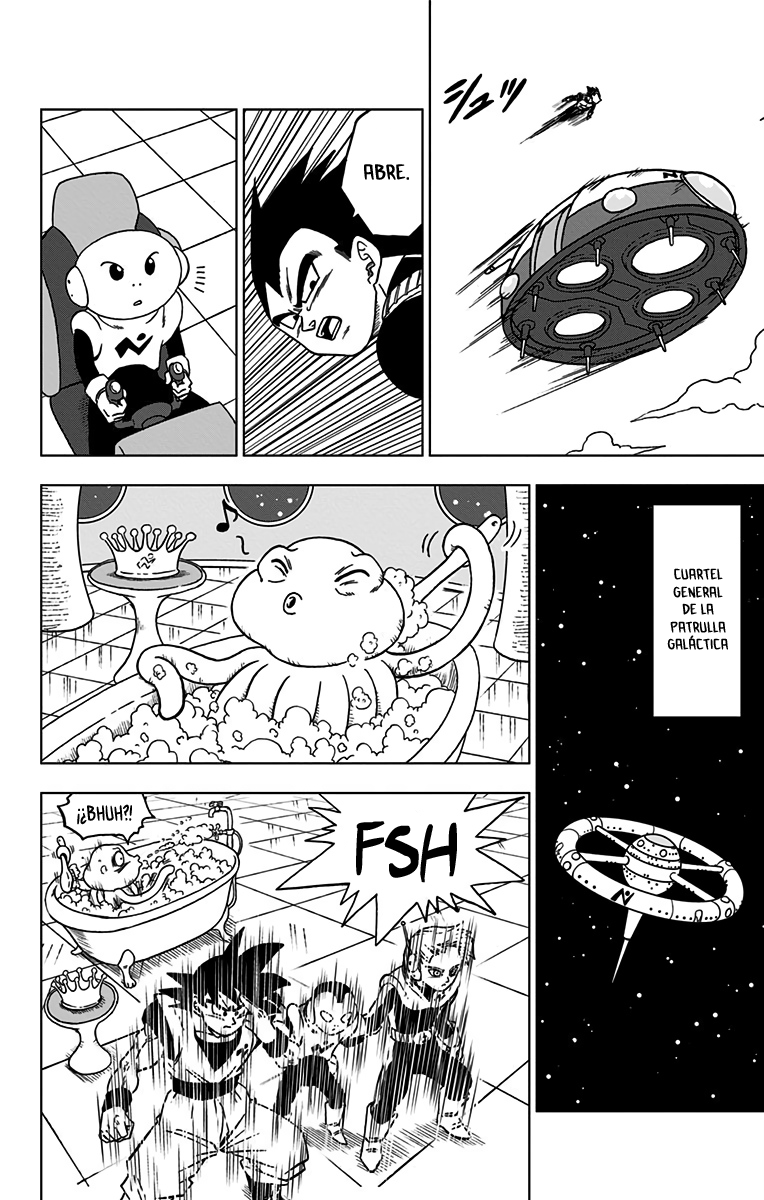 シュッ
ABRE.
CUARTEL
GENERAL
DE LA
PATRULLA
GALÁCTICA
FSH
¡¿BHUH?!